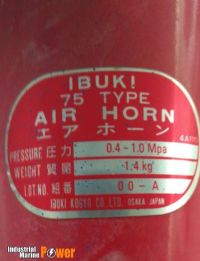 IBUKI
75 TYPE
AIR HORN
エア ホーン
PRESSURE 圧力 0.4-1.0 Mpa
WEIGHT 質量 1.4 kg
LOT.NO. 組番 00-A
IBUKI KOGYO CO., LTD. OSAKA JAPAN
Industrial Marine Power